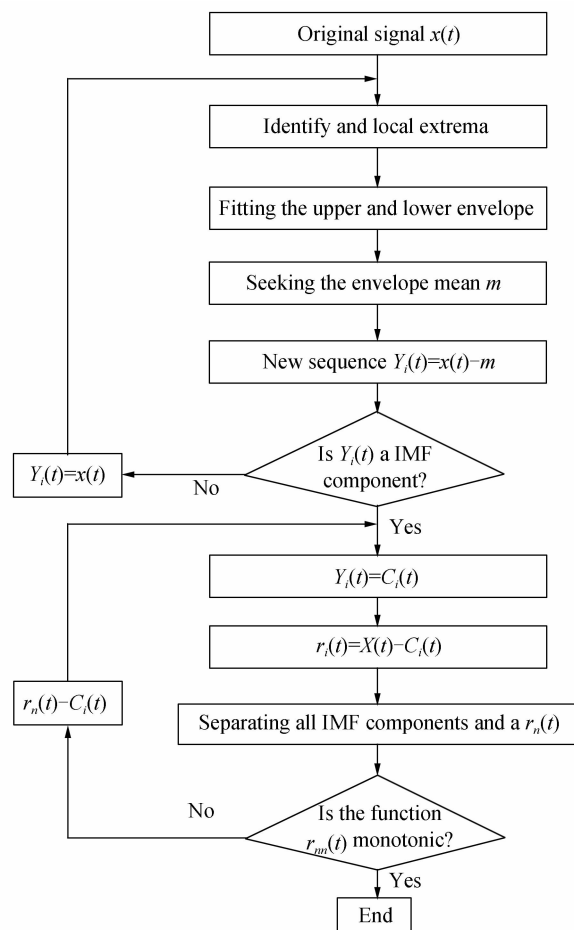 Original signal x(t)
Identify and local extrema
Fitting the upper and lower envelope
Seeking the envelope mean m
New sequence Yᵢ(t)=x(t)−m
Is Yᵢ(t) a IMF
component?
No
Yᵢ(t)=x(t)
Yes
Yᵢ(t)=Cᵢ(t)
rᵢ(t)=X(t)−Cᵢ(t)
rₙ(t)−Cᵢ(t)
Separating all IMF components and a rₙ(t)
Is the function
rₙₙ(t) monotonic?
No
Yes
End